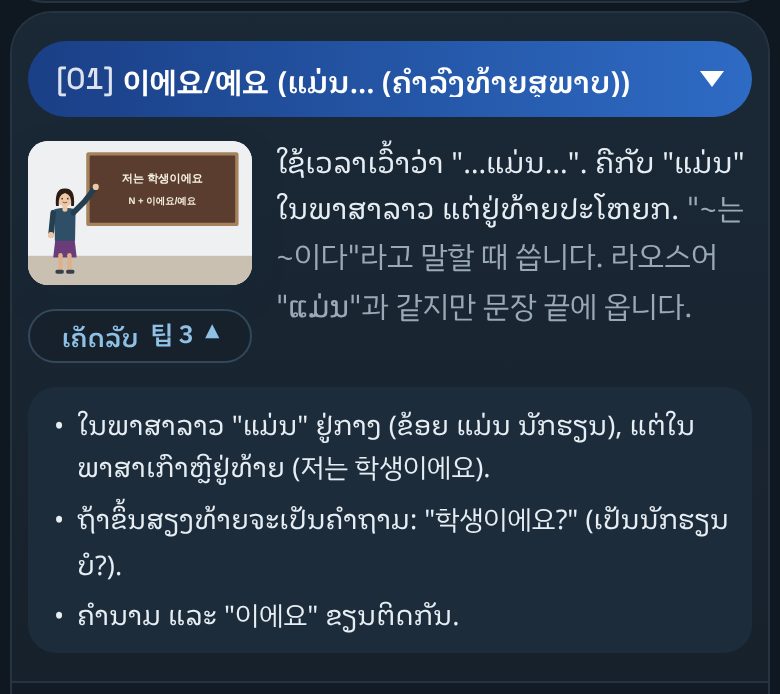 [01] 이에요/예요 (ແມ່ນ... (ຄຳລົງທ້າຍສຸພາບ)) ▼
저는 학생이에요
N + 이에요/예요
ໃຊ້ເວລາເວົ້າວ່າ "...ແມ່ນ...". ຄືກັບ "ແມ່ນ"
ໃນພາສາລາວ ແຕ່ຢູ່ທ້າຍປະໂຫຍກ. "~는
~이다"라고 말할 때 씁니다. 라오스어
"ແມ່ນ"과 같지만 문장 끝에 옵니다.
ເຄັດລັບ 팁 3 ▲
• ໃນພາສາລາວ "ແມ່ນ" ຢູ່ກາງ (ຂ້ອຍ ແມ່ນ ນັກຮຽນ), ແຕ່ໃນ
ພາສາເກົາຫຼີຢູ່ທ້າຍ (저는 학생이에요).
• ຖ້າຂຶ້ນສຽງທ້າຍຈະເປັນຄຳຖາມ: "학생이에요?" (ເປັນນັກຮຽນ
ບໍ?).
• ຄຳນາມ ແລະ "이에요" ຂຽນຕິດກັນ.